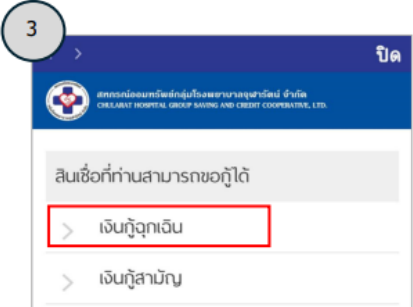 3
ปิด
สหกรณ์ออมทรัพย์กลุ่มโรงพยาบาลจุฬารัตน์ จำกัด
CHULARAT HOSPITAL GROUP SAVING AND CREDIT COOPERATIVE, LTD.
สินเชื่อที่ท่านสามารถขอกู้ได้
เงินกู้ฉุกเฉิน
เงินกู้สามัญ